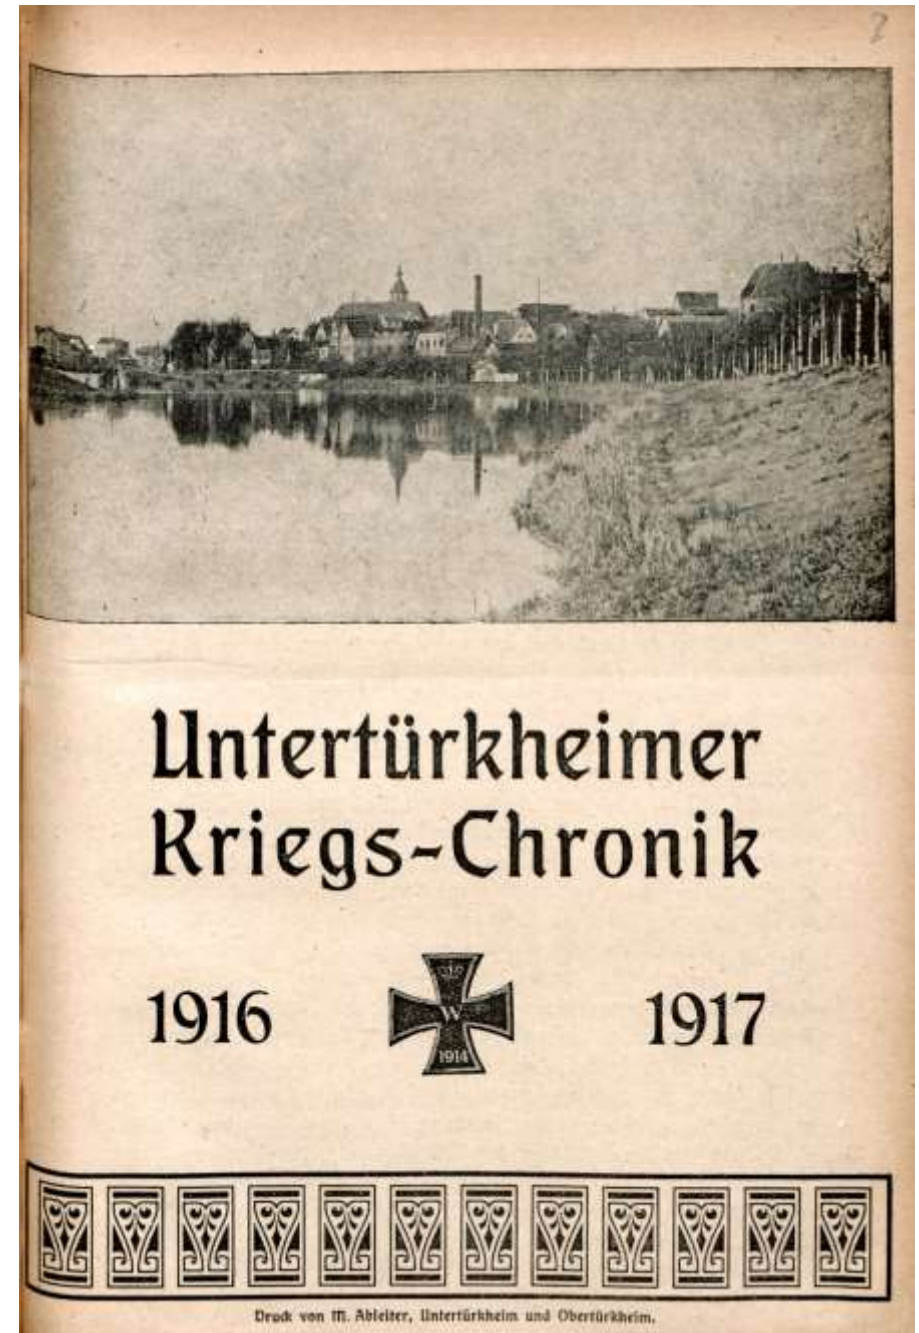 Untertürkheimer
Kriegs-Chronik
1916 1917
W
1914
Druck von M. Ableiter, Untertürkheim und Obertürkheim.